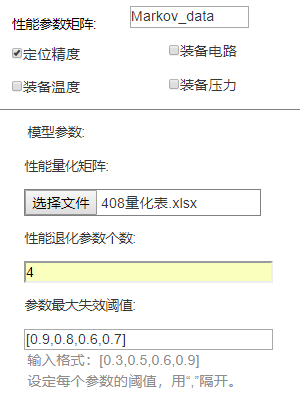 性能参数矩阵: Markov_data
定位精度 装备电路
装备温度 装备压力
模型参数:
性能量化矩阵:
选择文件 408量化表.xlsx
性能退化参数个数:
4
参数最大失效阈值:
[0.9,0.8,0.6,0.7]
输入格式：[0.3,0.5,0.6,0.9]
设定每个参数的阈值，用“,”隔开。